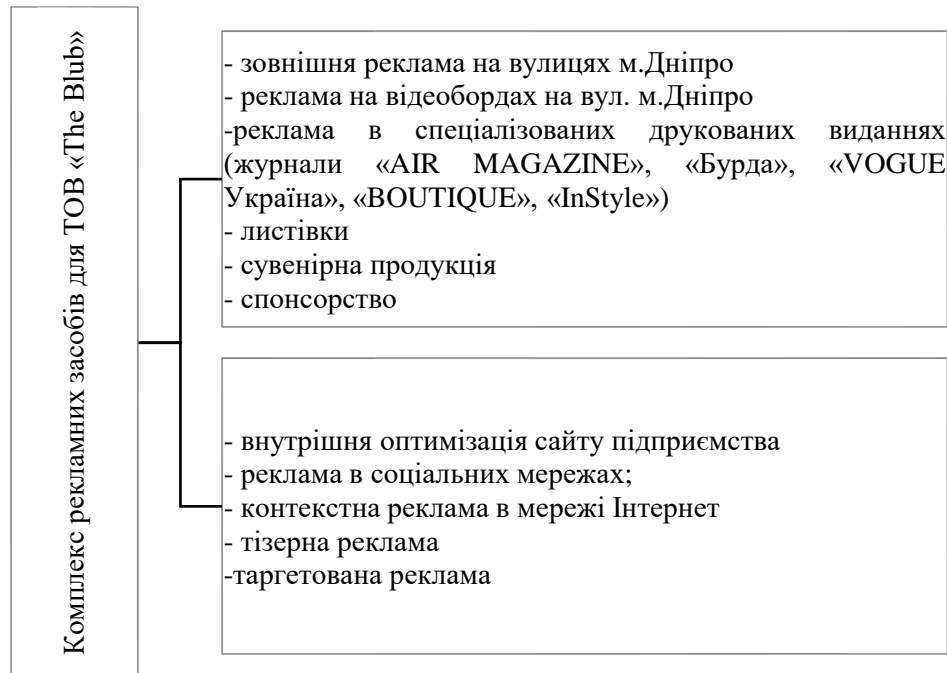 Комплекс рекламних засобів для ТОВ «The Blub»
- зовнішня реклама на вулицях м.Дніпро
- реклама на відеобордах на вул. м.Дніпро
-реклама в спеціалізованих друкованих виданнях
(журнали «AIR MAGAZINE», «Бурда», «VOGUE
Україна», «BOUTIQUE», «InStyle»)
- листівки
- сувенірна продукція
- спонсорство
- внутрішня оптимізація сайту підприємства
- реклама в соціальних мережах;
- контекстна реклама в мережі Інтернет
- тізерна реклама
-таргетована реклама